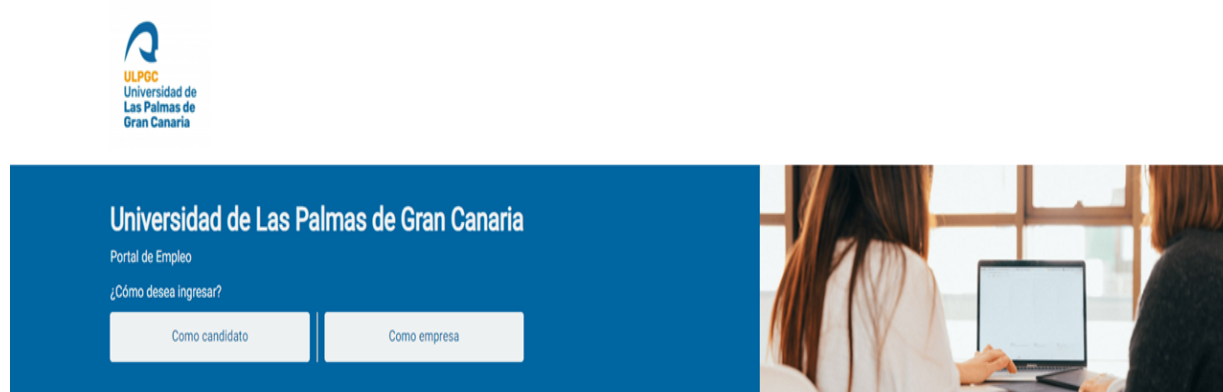 ULPGC
Universidad de
Las Palmas de
Gran Canaria
Universidad de Las Palmas de Gran Canaria
Portal de Empleo
¿Cómo desea ingresar?
Como candidato
Como empresa